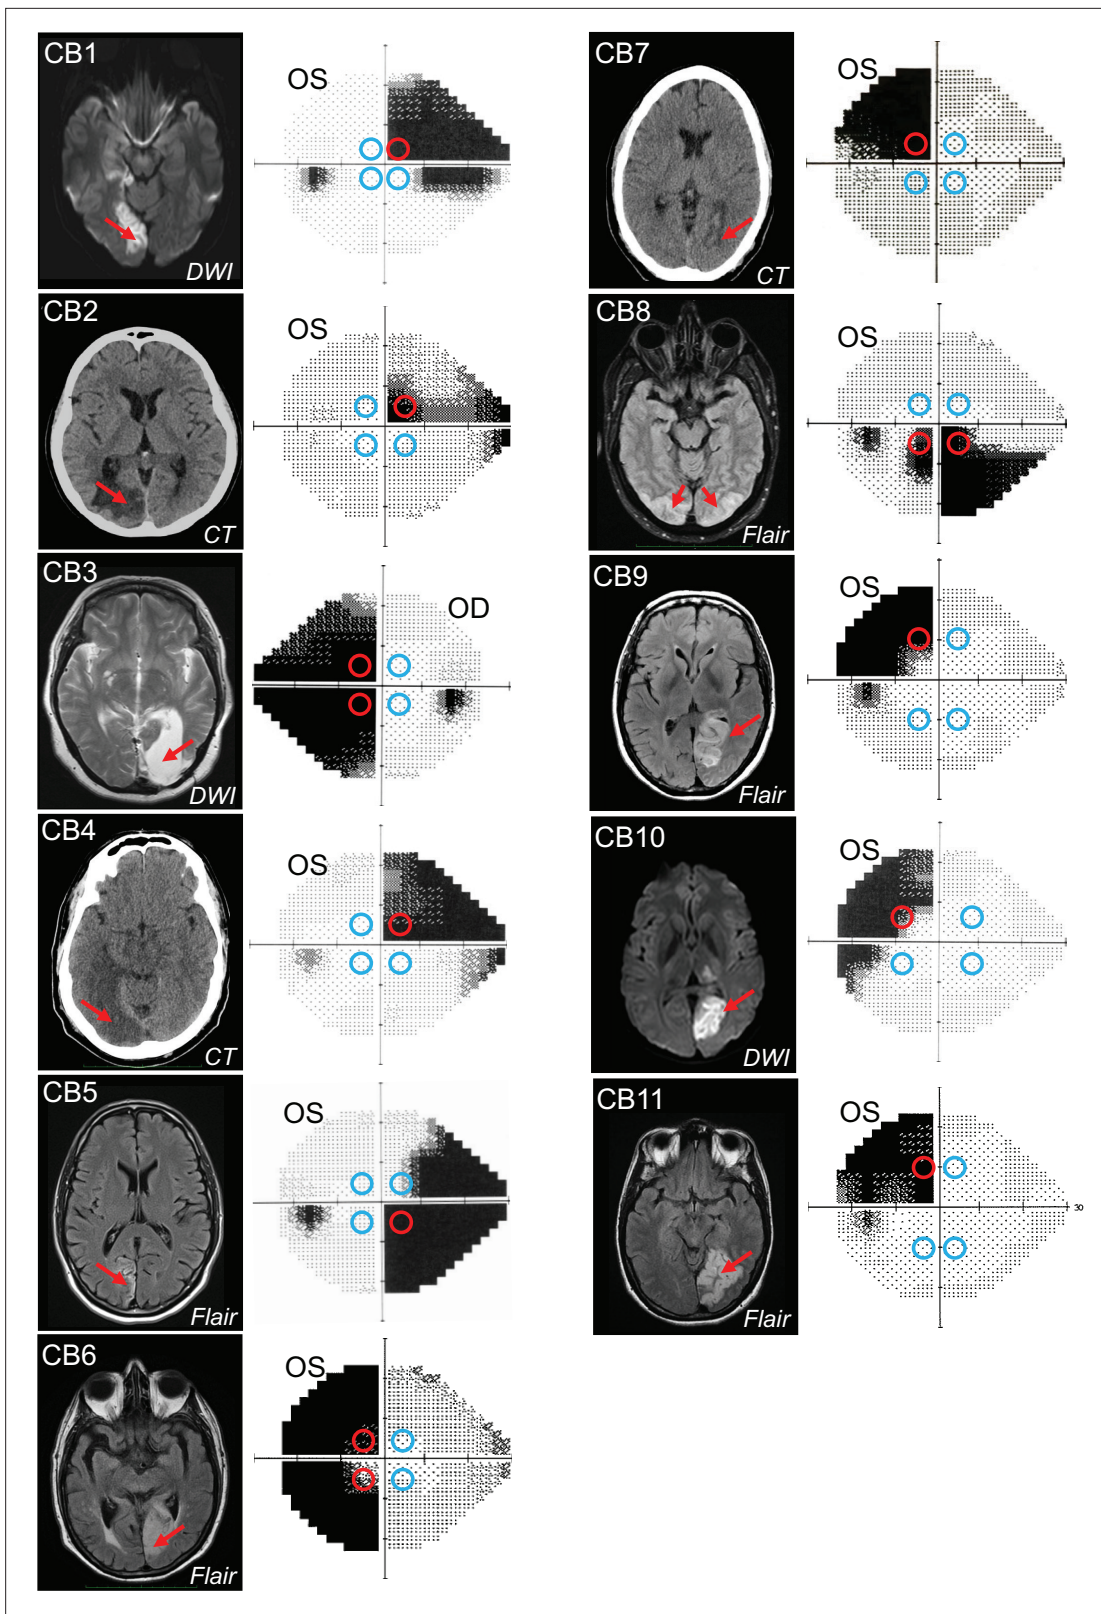 CB1
OS
DWI
CB2
OS
CT
CB3
OD
DWI
CB4
OS
CT
CB5
OS
Flair
CB6
OS
Flair
CB7
OS
CT
CB8
OS
Flair
CB9
OS
Flair
CB10
OS
DWI
CB11
OS
30
Flair